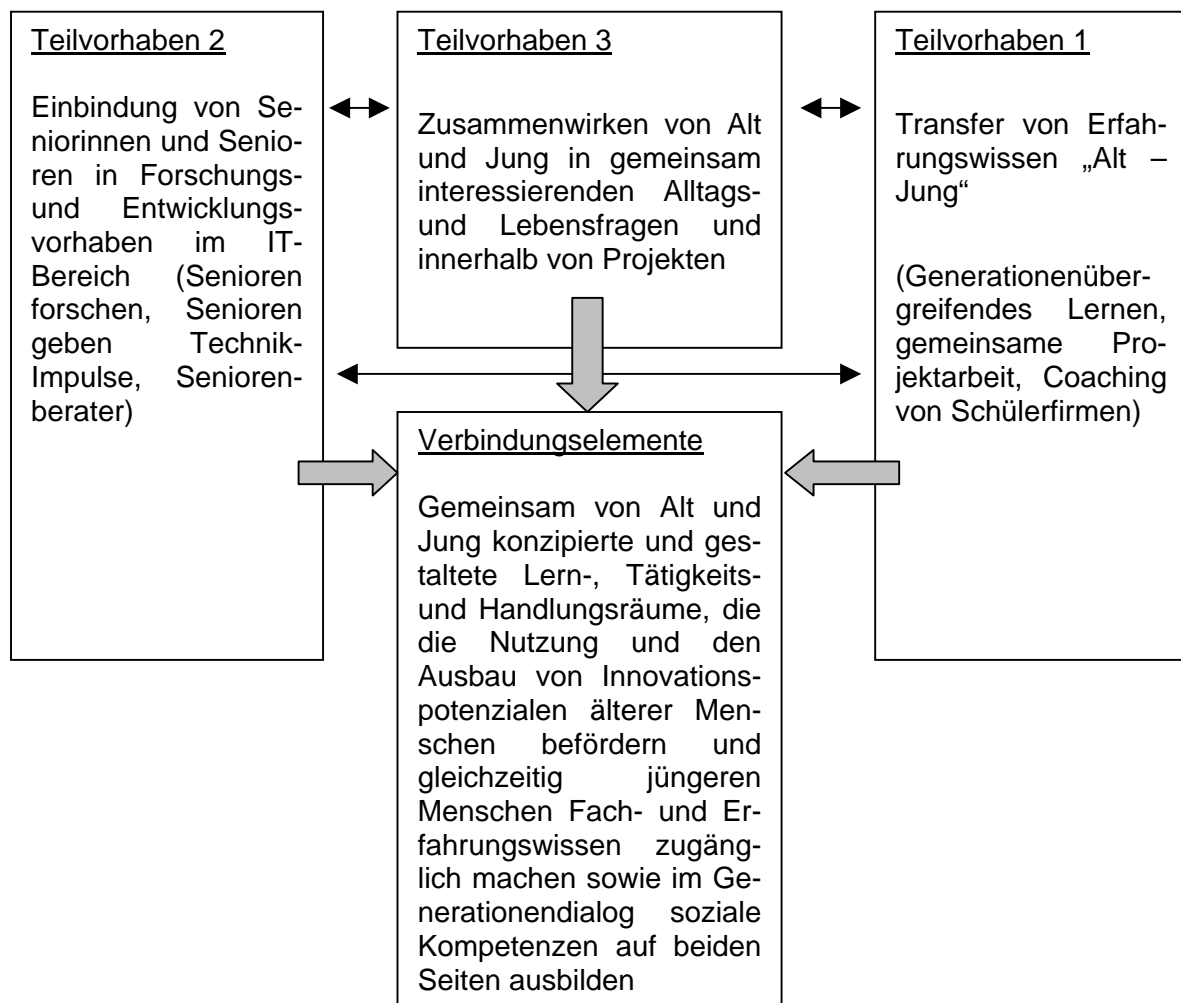 Teilvorhaben 2
Einbindung von Se-
niorinnen und Senio-
ren in Forschungs-
und Entwicklungs-
vorhaben im IT-
Bereich (Senioren
forschen, Senioren
geben Technik-
Impulse, Senioren-
berater)
Teilvorhaben 3
Zusammenwirken von Alt
und Jung in gemeinsam
interessierenden Alltags-
und Lebensfragen und
innerhalb von Projekten
Teilvorhaben 1
Transfer von Erfah-
rungswissen „Alt –
Jung“
(Generationenüber-
greifendes Lernen,
gemeinsame Pro-
jektarbeit, Coaching
von Schülerfirmen)
Verbindungselemente
Gemeinsam von Alt und
Jung konzipierte und ges-
taltete Lern-, Tätigkeits-
und Handlungsräume, die
die Nutzung und den
Ausbau von Innovations-
potenzialen älterer Men-
schen befördern und
gleichzeitig jüngeren
Menschen Fach- und Er-
fahrungswissen zugäng-
lich machen sowie im Ge-
nerationendialog soziale
Kompetenzen auf beiden
Seiten ausbilden